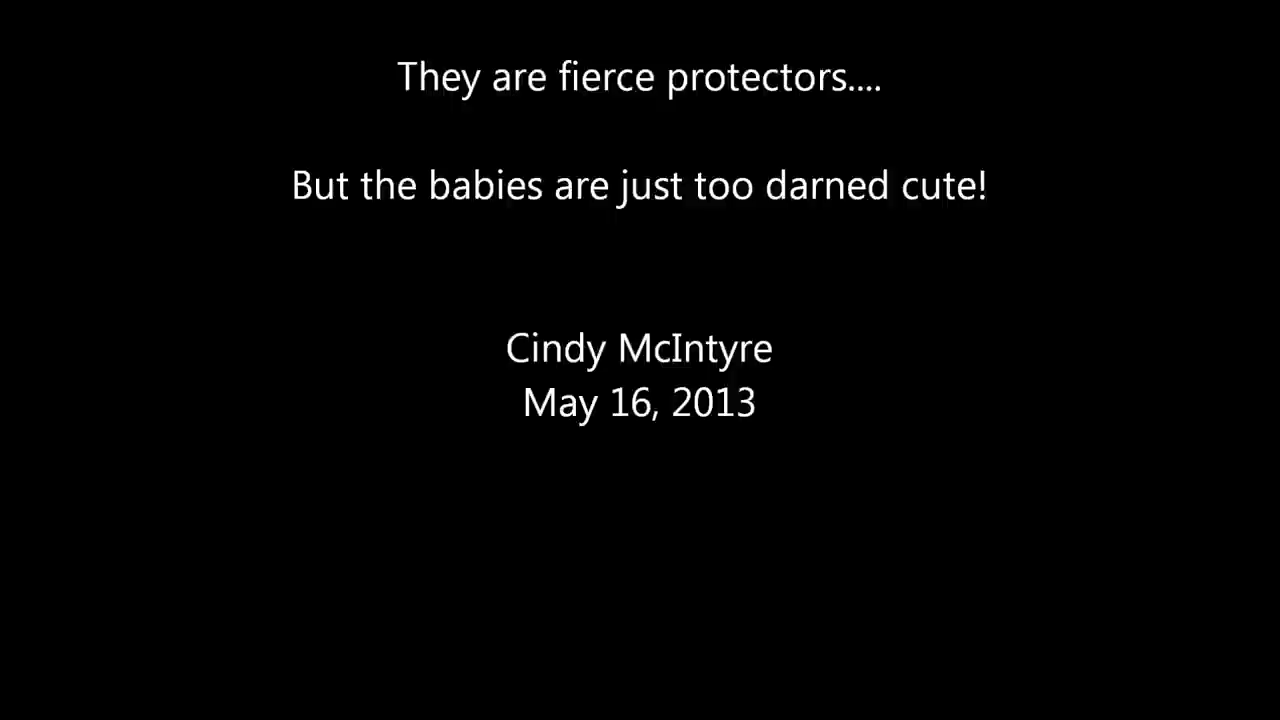 They are fierce protectors....
But the babies are just too darned cute!
Cindy McIntyre
May 16, 2013